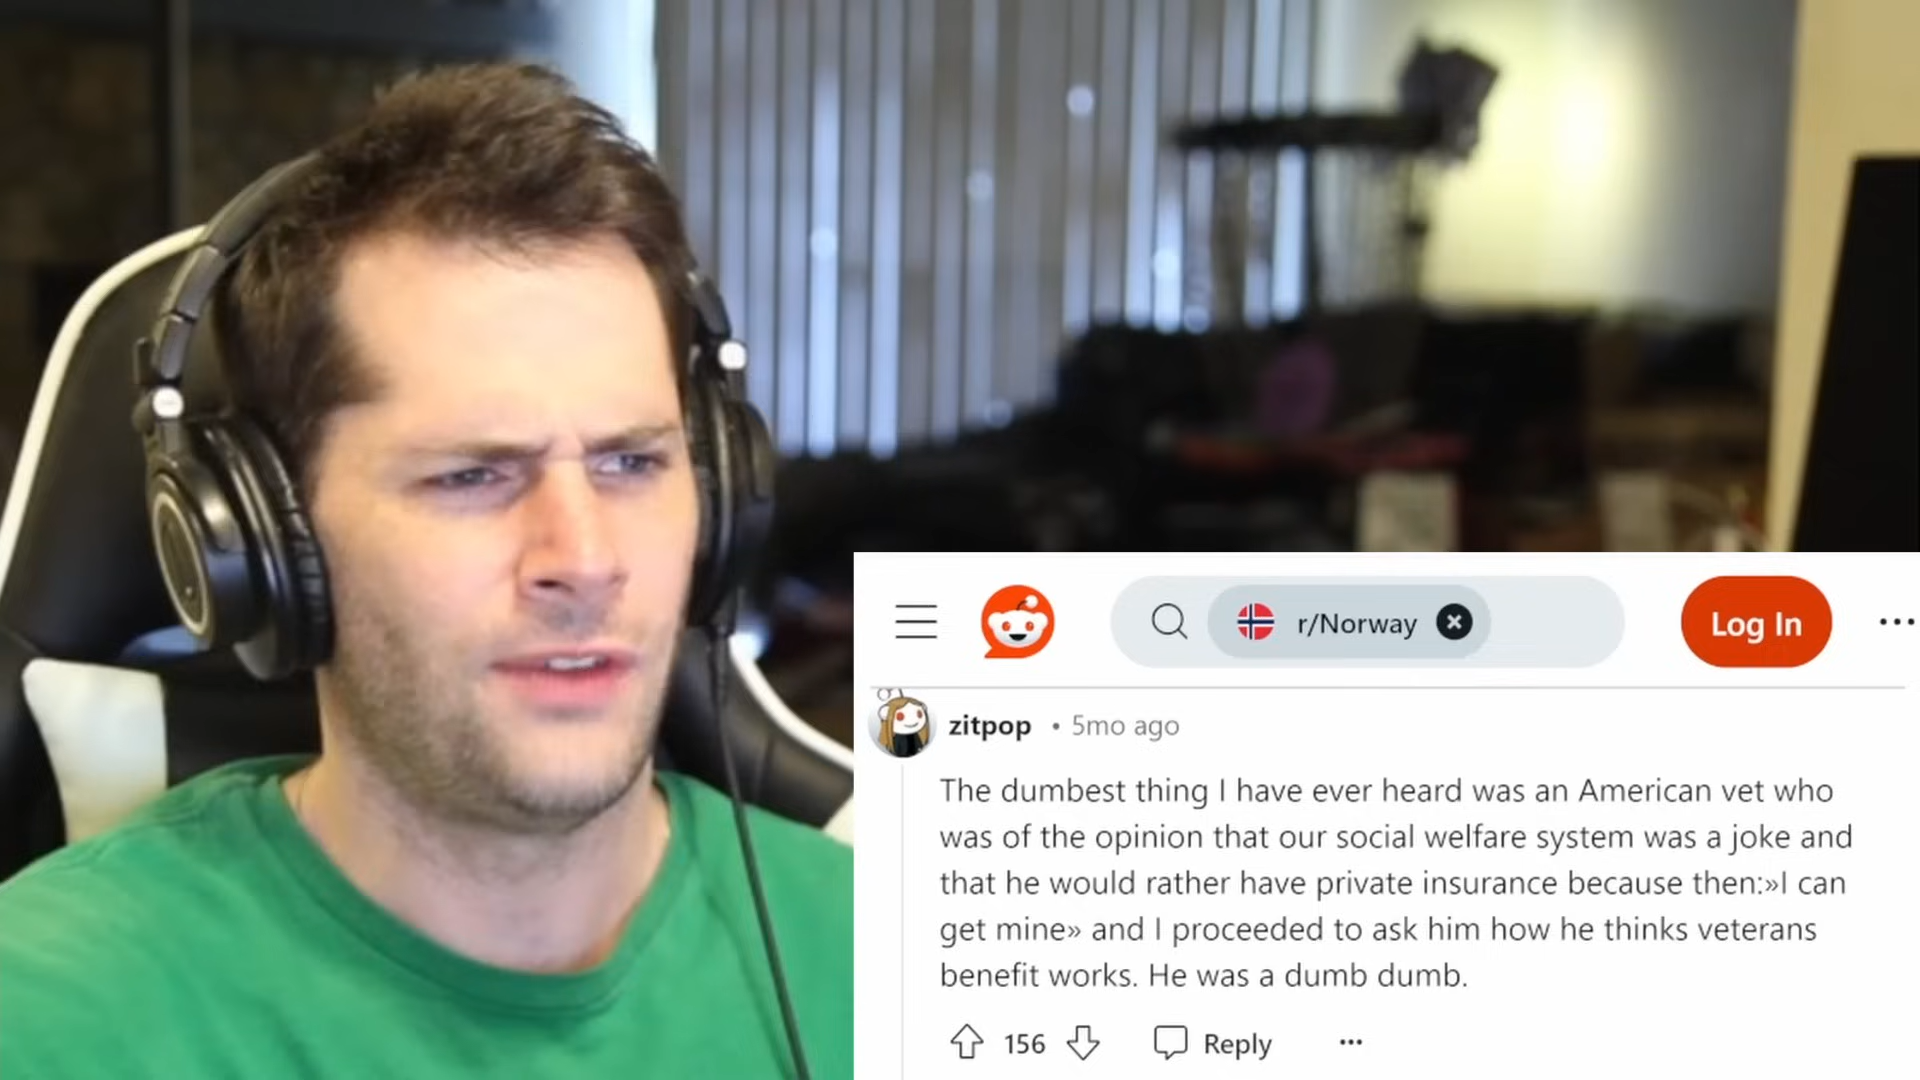 r/Norway
Log In
zitpop • 5mo ago
The dumbest thing I have ever heard was an American vet who
was of the opinion that our social welfare system was a joke and
that he would rather have private insurance because then:»I can
get mine» and I proceeded to ask him how he thinks veterans
benefit works. He was a dumb dumb.
156 Reply